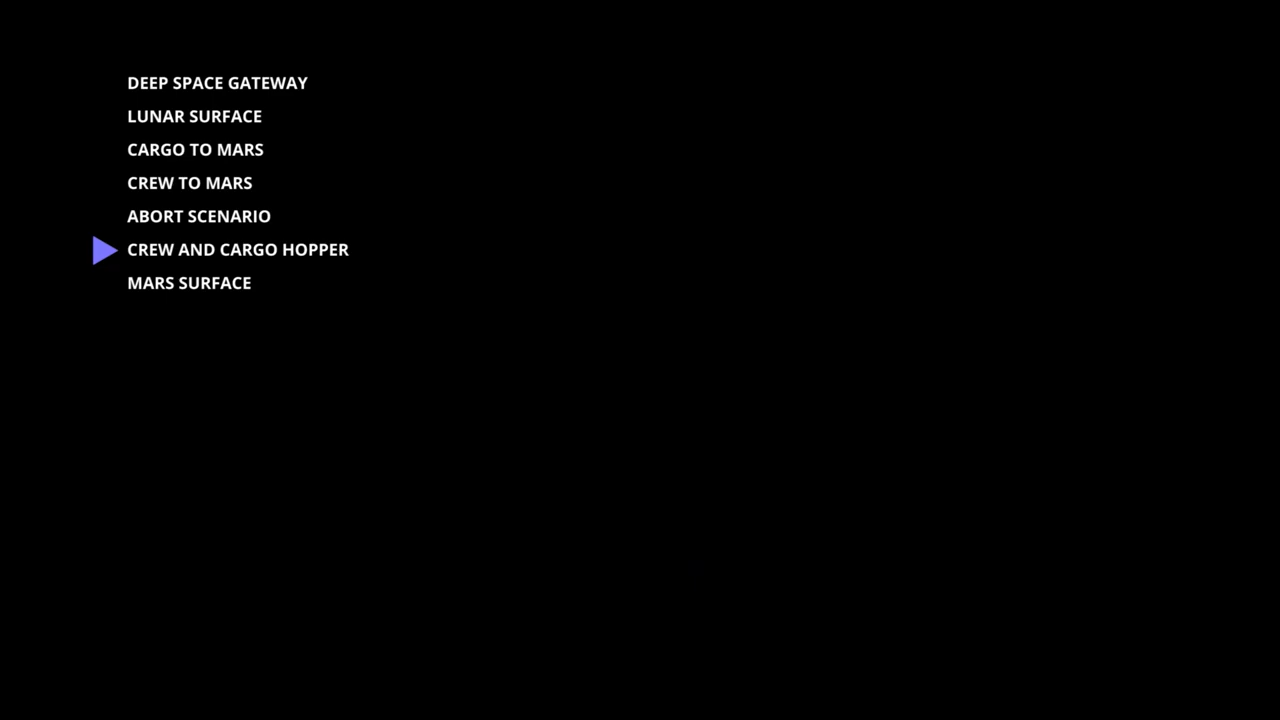 DEEP SPACE GATEWAY
LUNAR SURFACE
CARGO TO MARS
CREW TO MARS
ABORT SCENARIO
CREW AND CARGO HOPPER
MARS SURFACE